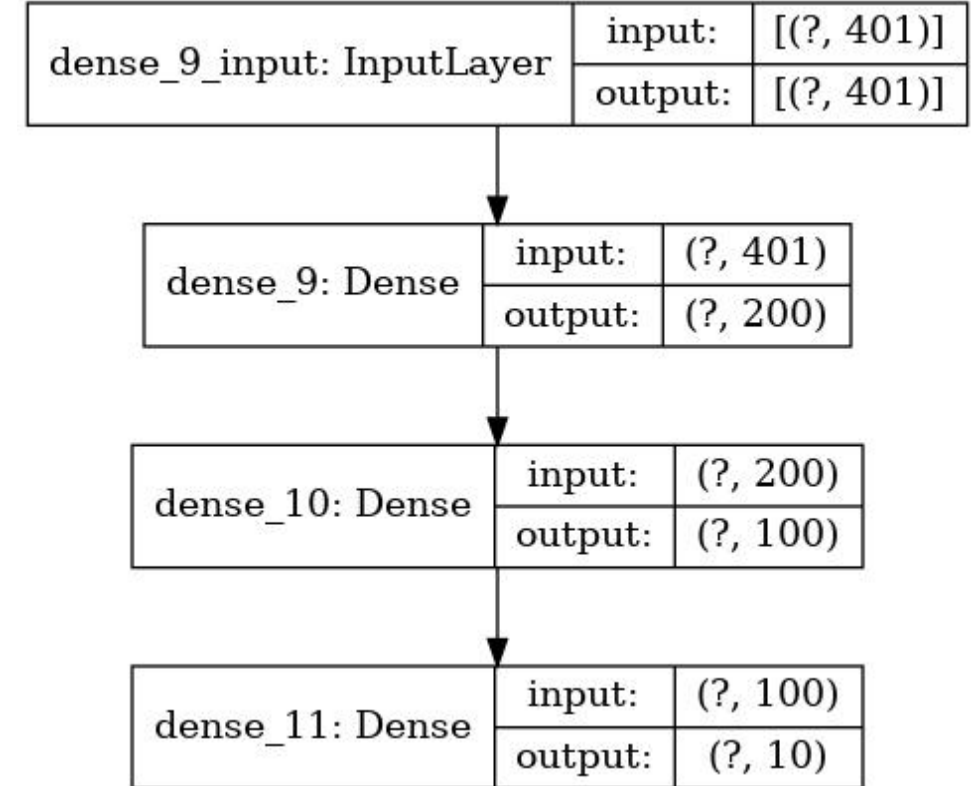 dense_9_input: InputLayer
input: [(?, 401)]
output: [(?, 401)]
dense_9: Dense
input: (?, 401)
output: (?, 200)
dense_10: Dense
input: (?, 200)
output: (?, 100)
dense_11: Dense
input: (?, 100)
output: (?, 10)